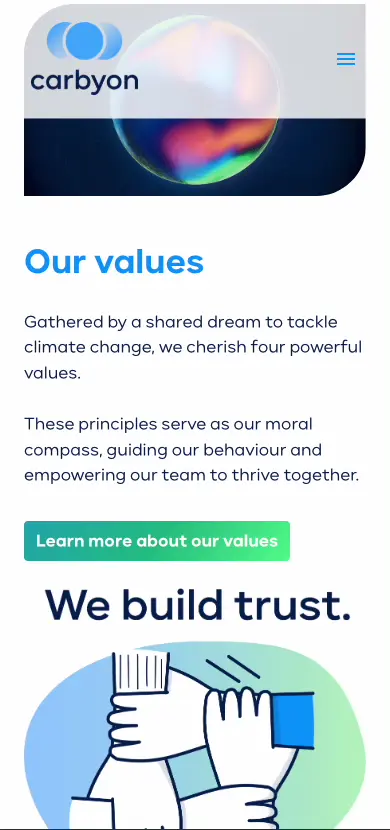 carbyon
Our values
Gathered by a shared dream to tackle
climate change, we cherish four powerful
values.
These principles serve as our moral
compass, guiding our behaviour and
empowering our team to thrive together.
Learn more about our values
We build trust.